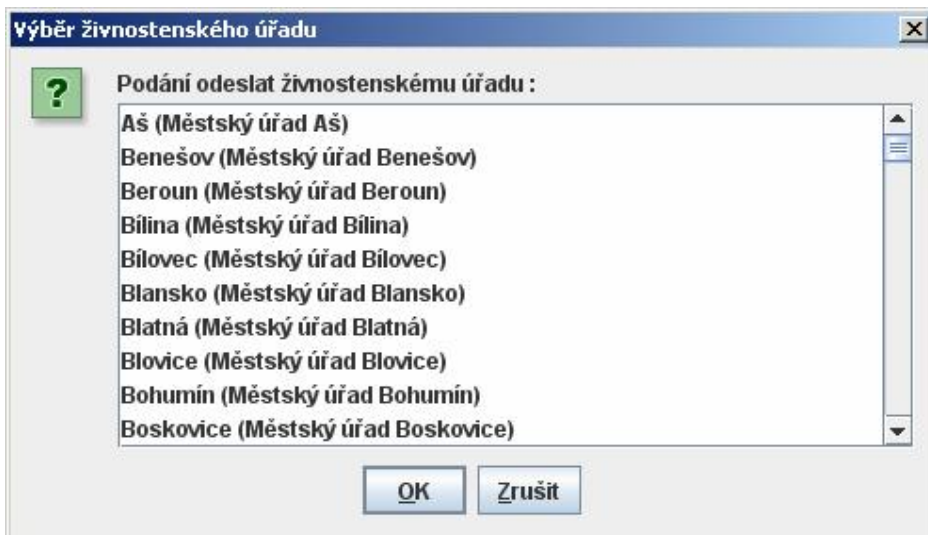 Výběr živnostenského úřadu
Podání odeslat živnostenskému úřadu :
Aš (Městský úřad Aš)
Benešov (Městský úřad Benešov)
Beroun (Městský úřad Beroun)
Bílina (Městský úřad Bílina)
Bílovec (Městský úřad Bílovec)
Blansko (Městský úřad Blansko)
Blatná (Městský úřad Blatná)
Blovice (Městský úřad Blovice)
Bohumín (Městský úřad Bohumín)
Boskovice (Městský úřad Boskovice)
OK Zrušit